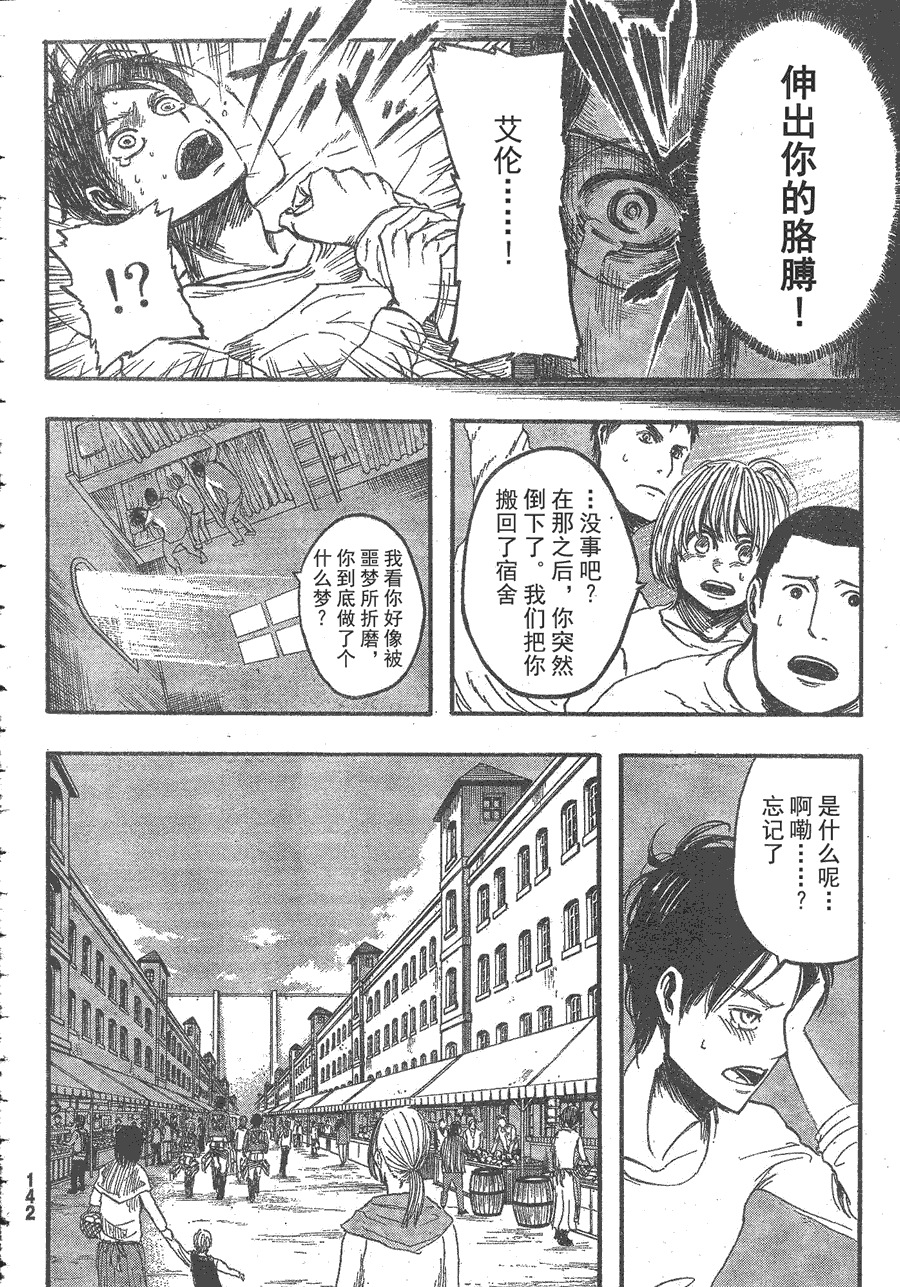 伸出你的胳膊！
艾伦……！
!?
…没事吧？
在那之后，你突然
倒下了。我们把你
搬回了宿舍
我看你好像被
噩梦所折磨，
你到底做了个
什么梦？
是什么呢…
啊嘞……？
忘记了
142